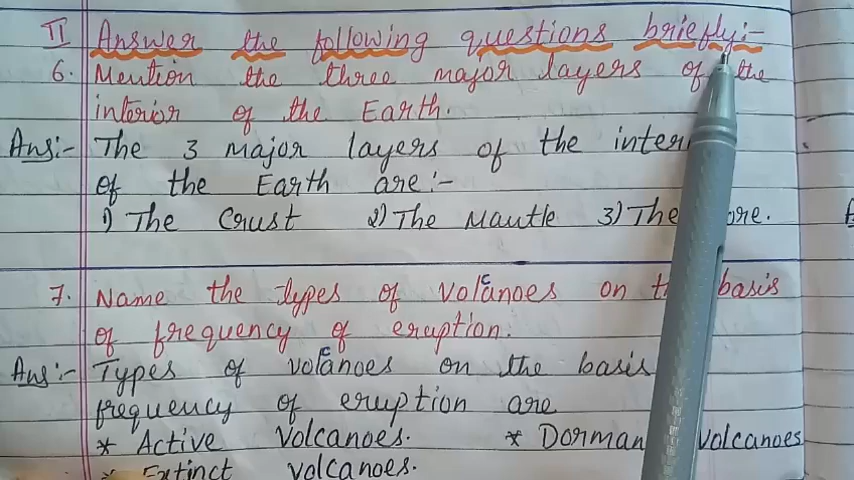 II Answer the following questions briefly:-
6. Mention the three major layers of the
interior of the Earth.
Ans:- The 3 major layers of the inter
of the Earth are:-
1) The Crust 2) The Mantle 3) The ore.
7. Name the types of volcanoes on t basis
of frequency of eruption.
Ans:- Types of volcanoes on the basis
frequency of eruption are
* Active Volcanoes. * Dorman volcanoes
* Extinct volcanoes.